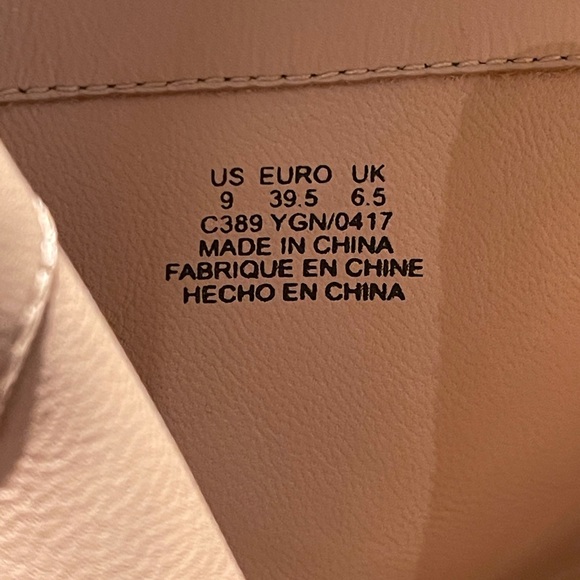 US EURO UK
9 39.5 6.5
C389 YGN/0417
MADE IN CHINA
FABRIQUE EN CHINE
HECHO EN CHINA